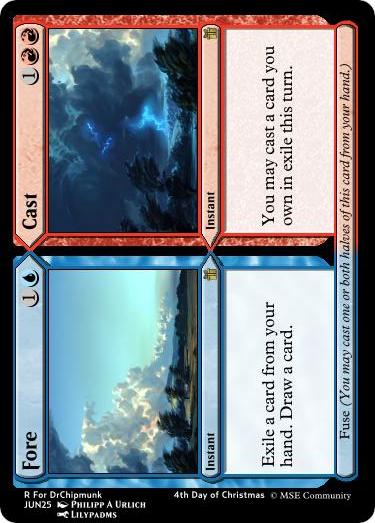 Fore
1
Instant
Exile a card from your
hand. Draw a card.
Cast
1
Instant
You may cast a card you
own in exile this turn.
Fuse (You may cast one or both halves of this card from your hand.)
R For DrChipmunk
JUN25 Philipp A Urlich
Lilypadms
4th Day of Christmas © MSE Community